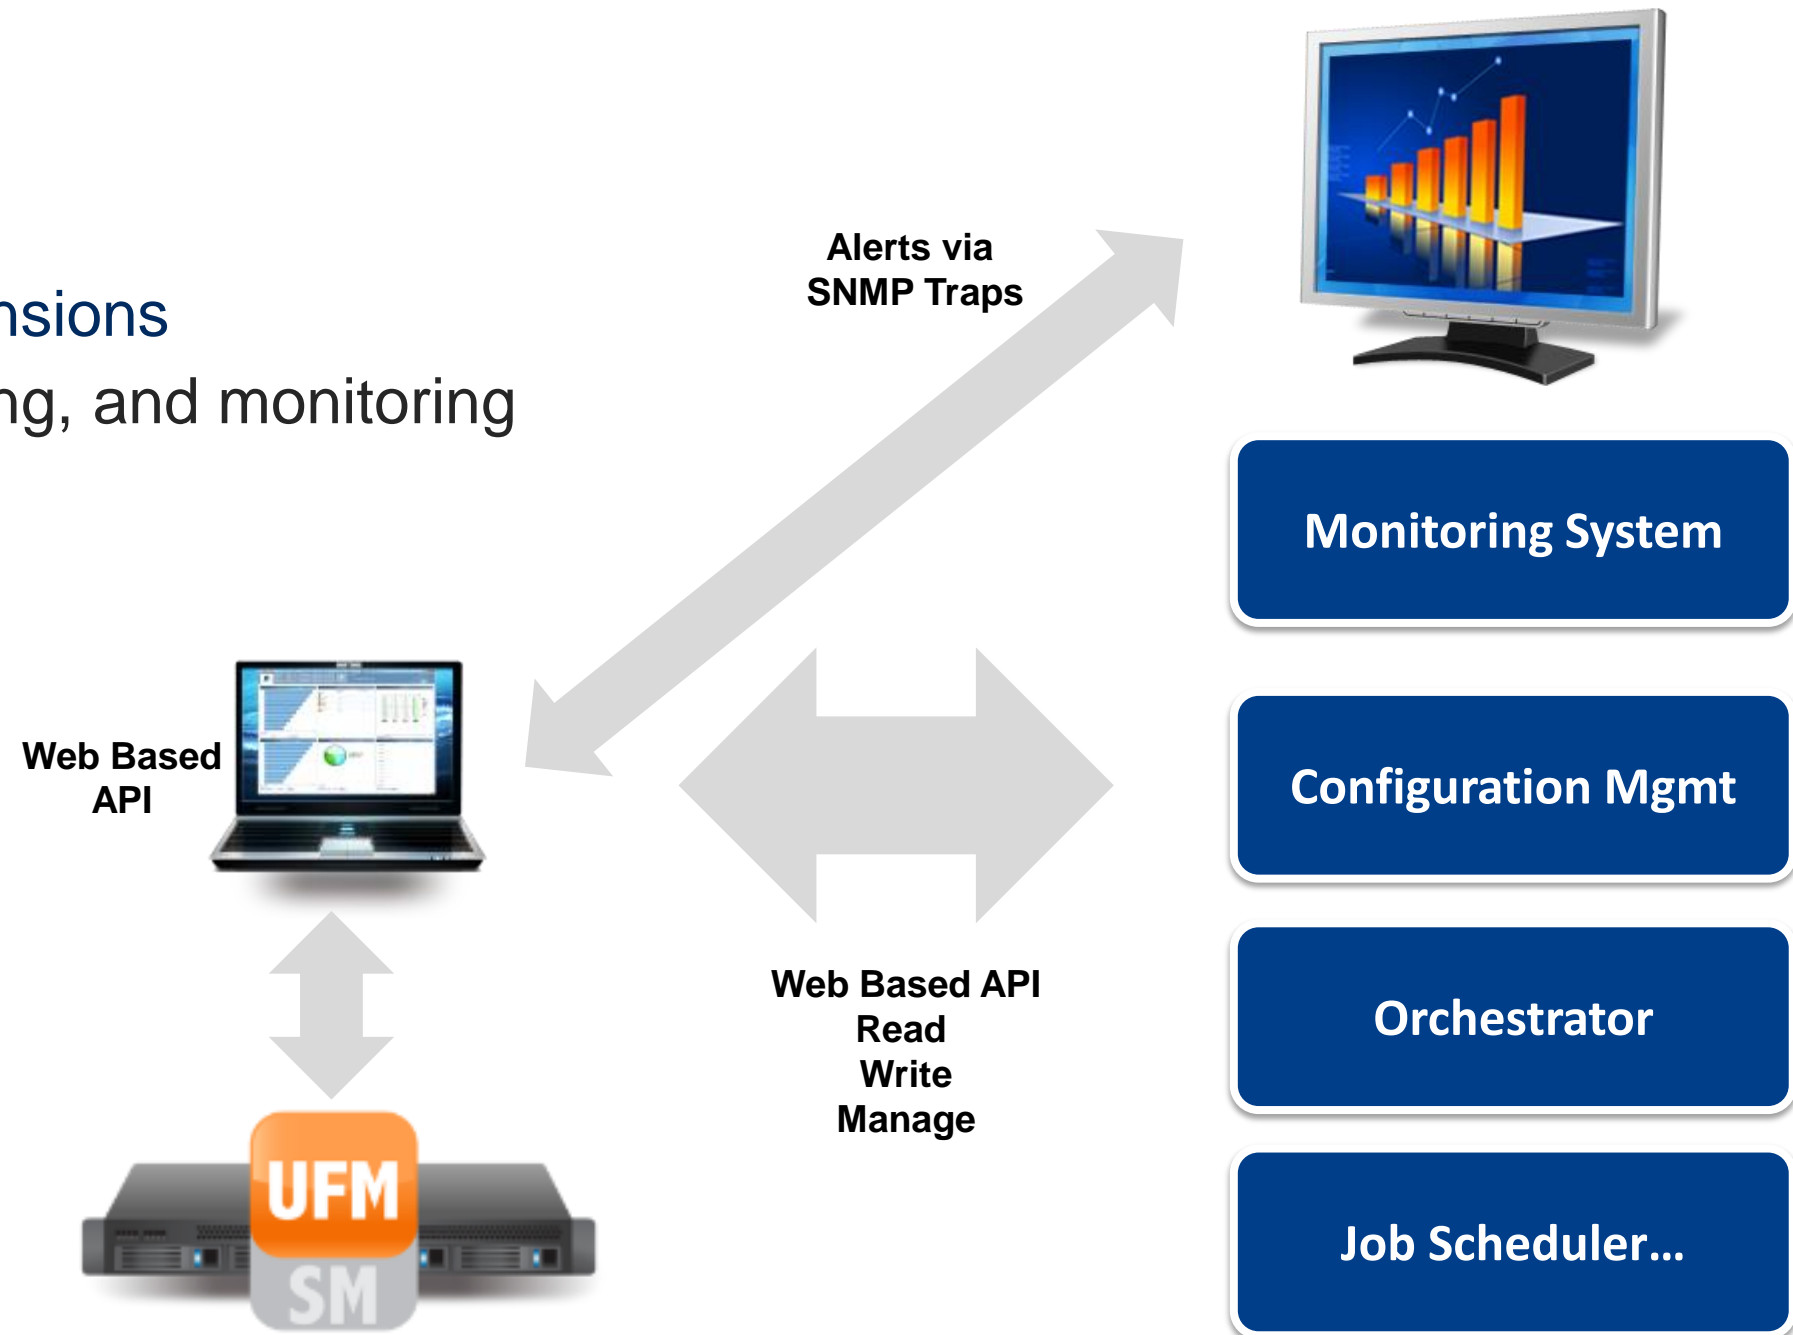 nsions
ng, and monitoring
Alerts via
SNMP Traps
Monitoring System
Web Based
API
Configuration Mgmt
Web Based API
Read
Write
Manage
Orchestrator
UFM
SM
Job Scheduler…